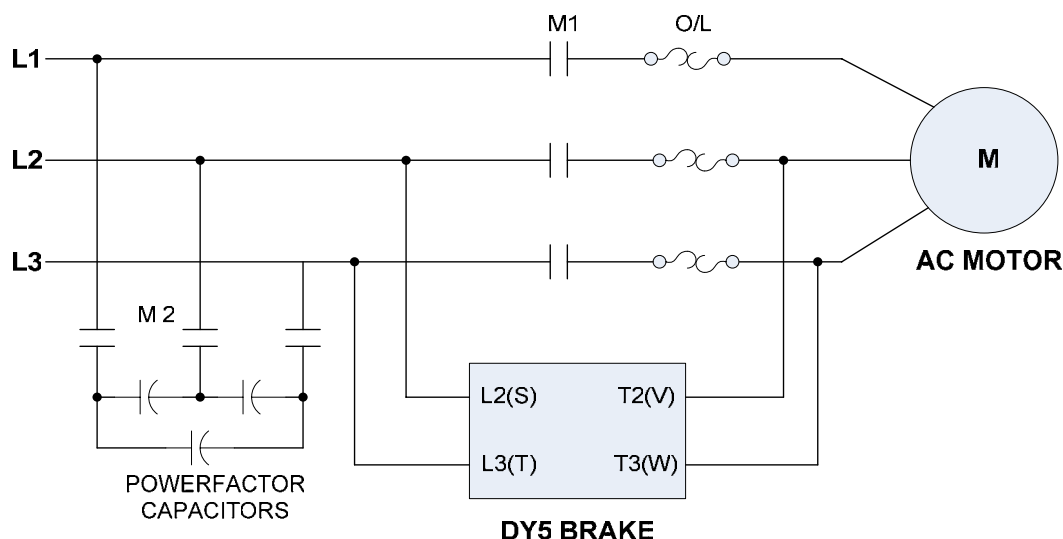 M1
O/L
L1
L2
M
L3
AC MOTOR
M 2
L2(S)
T2(V)
L3(T)
T3(W)
POWERFACTOR
CAPACITORS
DY5 BRAKE